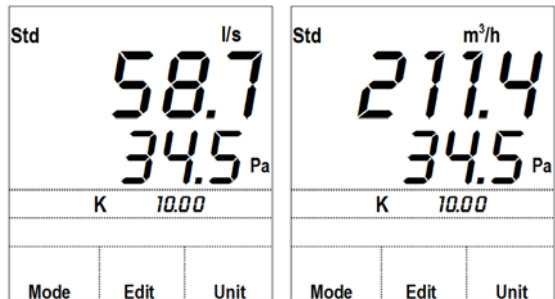 Std l/s
58.7
34.5 Pa
K 10.00
Mode Edit Unit
Std m³/h
211.4
34.5 Pa
K 10.00
Mode Edit Unit